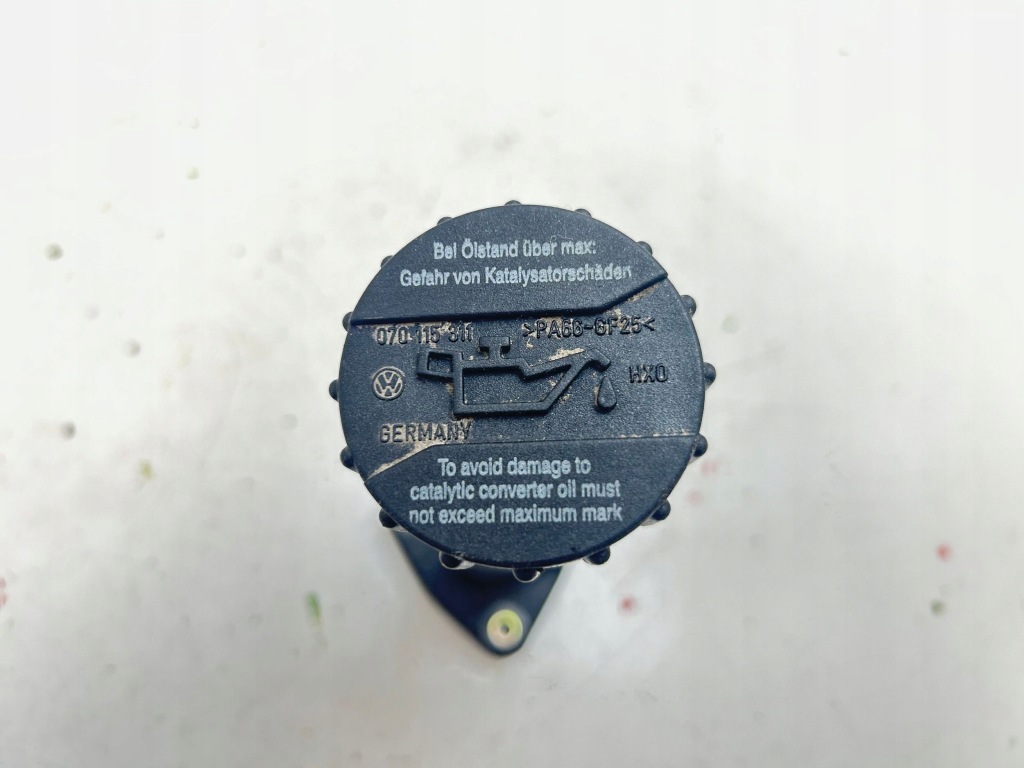 Bei Ölstand über max:
Gefahr von Katalysatorschäden
070 115 311 >PA66-GF25<
VW HXO
GERMANY
To avoid damage to
catalytic converter oil must
not exceed maximum mark